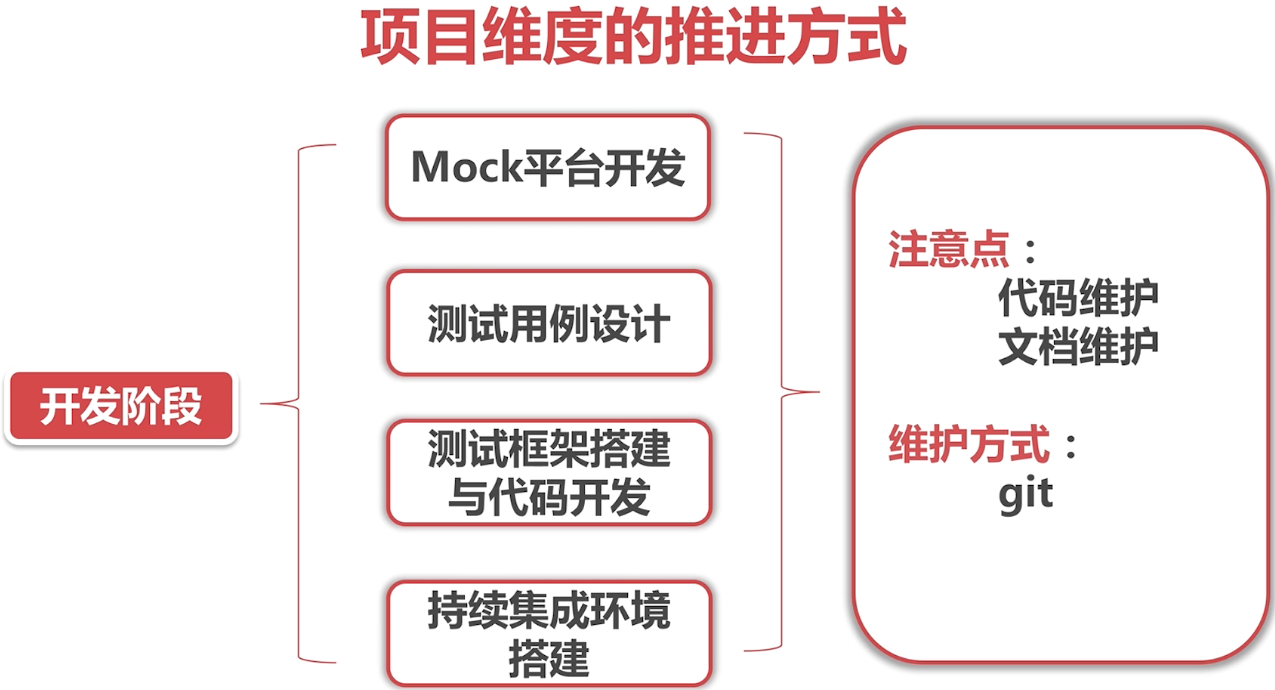 项目维度的推进方式
开发阶段
Mock平台开发
测试用例设计
测试框架搭建
与代码开发
持续集成环境
搭建
注意点：
代码维护
文档维护
维护方式：
git